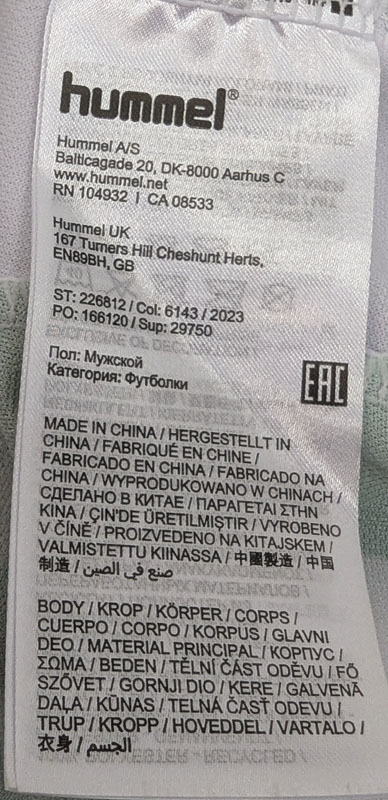 hummel®
Hummel A/S
Balticagade 20, DK-8000 Aarhus C
www.hummel.net
RN 104932 | CA 08533
Hummel UK
167 Turners Hill Cheshunt Herts,
EN89BH, GB
ST: 226812 / Col: 6143 / 2023
PO: 166120 / Sup: 29750
Пол: Мужской
Категория: Футболки
EAC
MADE IN CHINA / HERGESTELLT IN
CHINA / FABRIQUÉ EN CHINE /
FABRICADO EN CHINA / FABRICADO NA
CHINA / WYPRODUKOWANO W CHINACH /
СДЕЛАНО В КИТАЕ / ΠΑΡΑΓΕΤΑΙ ΣΤΗΝ
ΚΙΝΑ / ÇIN'DE ÜRETILMIŞTIR / VYROBENO
V ČÍNĚ / PROIZVEDENO NA KITAJSKEM /
VALMISTETTU KIINASSA / 中國製造 / 中国
制造 / صنع في الصين
BODY / KROP / KÖRPER / CORPS /
CUERPO / CORPO / KORPUS / GLAVNI
DEO / MATERIAL PRINCIPAL / КОРПУС /
ΣΩΜΑ / BEDEN / TĚLNÍ ČÁST ODĚVU / FŐ
SZÖVET / GORNJI DIO / KERE / GALVENĀ
DAĻA / KŪNAS / TELNÁ ČASŤ ODEVU /
TRUP / KROPP / HOVEDDEL / VARTALO /
衣身 / الجسم